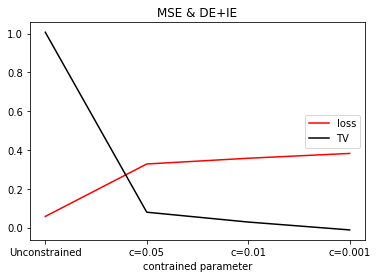 MSE & DE+IE
1.0
0.8
0.6
0.4
0.2
0.0
loss
TV
Unconstrained c=0.05 c=0.01 c=0.001
contrained parameter